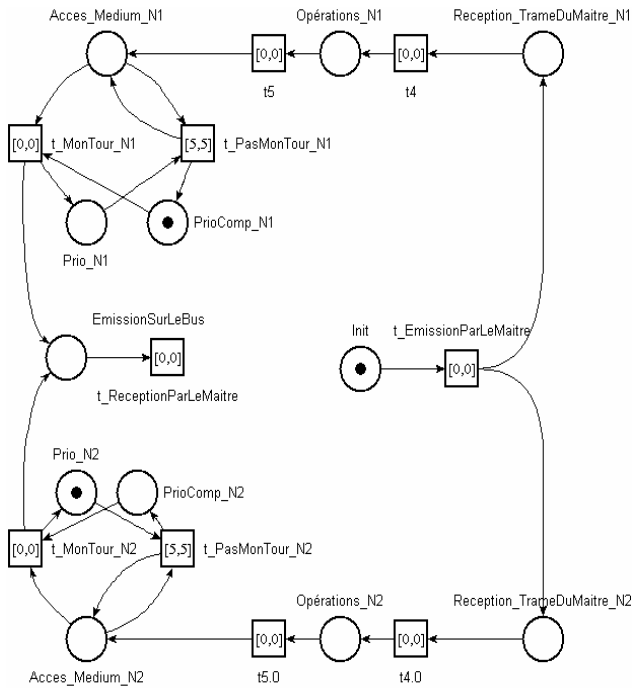 Acces_Medium_N1
Opérations_N1
Reception_TrameDuMaitre_N1
[0,0]
[0,0]
t5
t4
[0,0]
t_MonTour_N1
[5,5]
t_PasMonTour_N1
PrioComp_N1
Prio_N1
EmissionSurLeBus
Init
t_EmissionParLeMaitre
[0,0]
[0,0]
t_ReceptionParLeMaitre
Prio_N2
PrioComp_N2
[0,0]
t_MonTour_N2
[5,5]
t_PasMonTour_N2
Opérations_N2
Reception_TrameDuMaitre_N2
[0,0]
[0,0]
Acces_Medium_N2
t5.0
t4.0